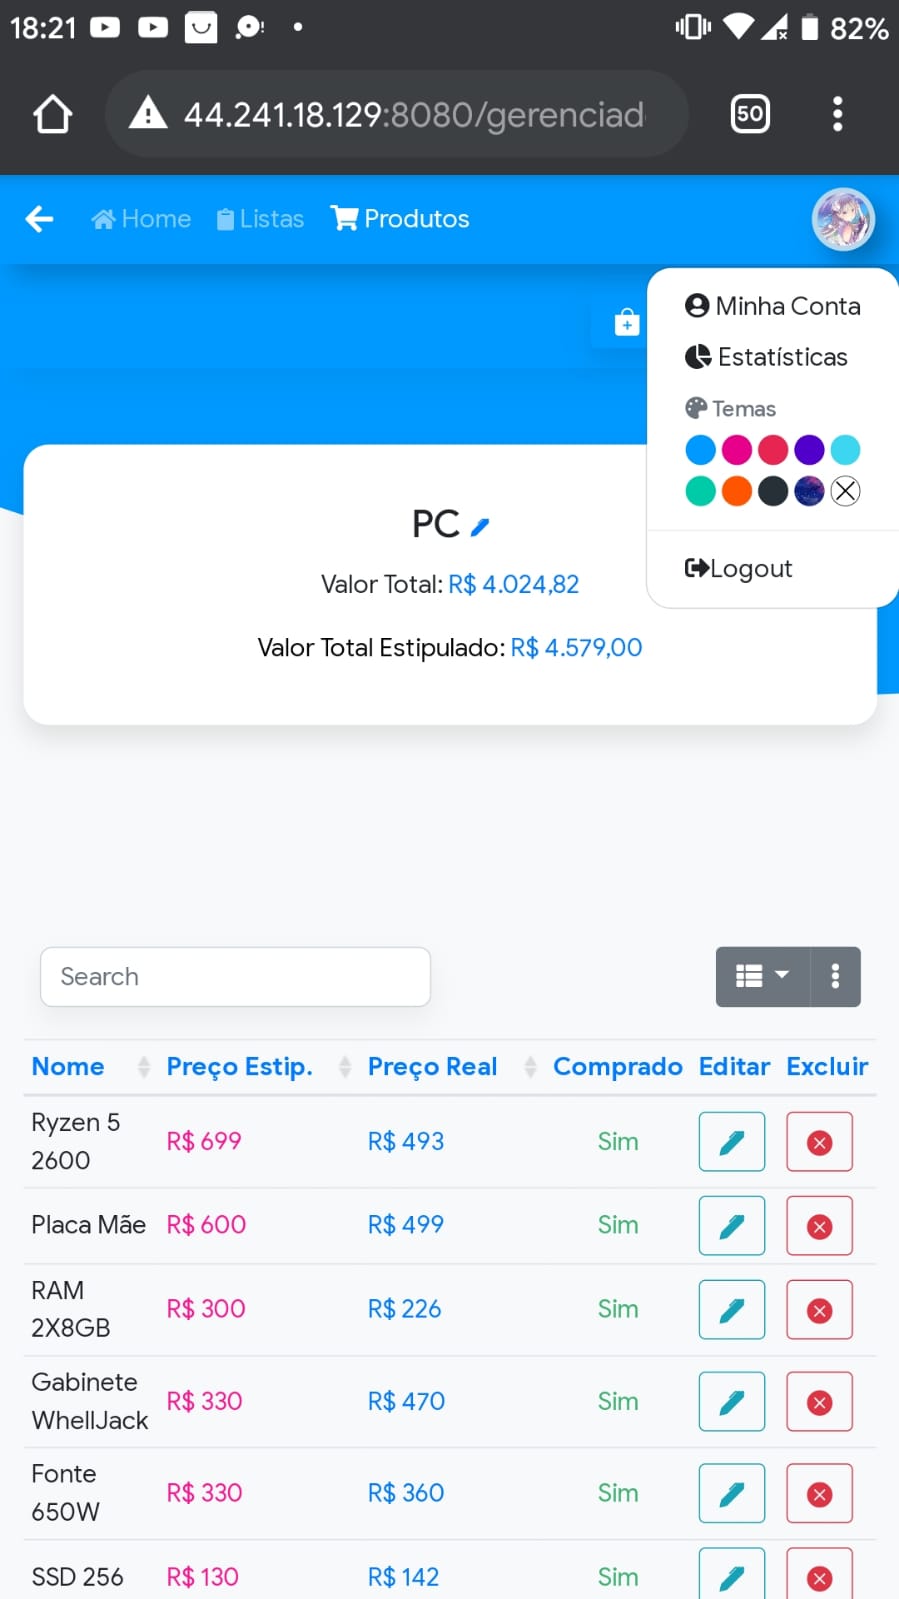 18:21 82%
44.241.18.129:8080/gerenciad
50
Home Listas Produtos
Minha Conta
Estatísticas
Temas
Logout
PC
Valor Total: R$ 4.024,82
Valor Total Estipulado: R$ 4.579,00
Search
Nome Preço Estip. Preço Real Comprado Editar Excluir
Ryzen 5
2600 R$ 699 R$ 493 Sim
Placa Mãe R$ 600 R$ 499 Sim
RAM
2X8GB R$ 300 R$ 226 Sim
Gabinete
WhellJack R$ 330 R$ 470 Sim
Fonte
650W R$ 330 R$ 360 Sim
SSD 256 R$ 130 R$ 142 Sim